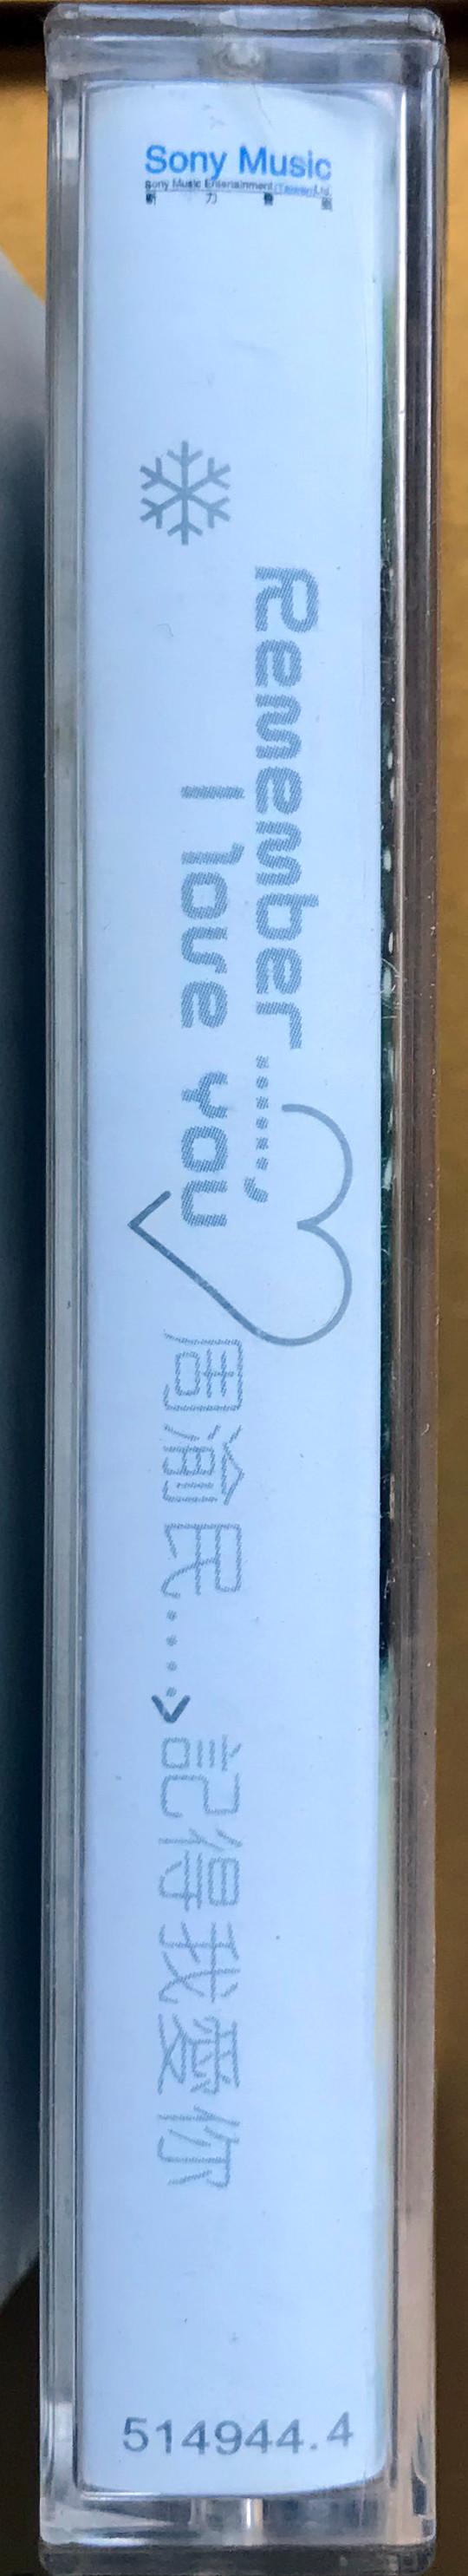 Sony Music
Sony Music Entertainment (Taiwan) Ltd.
新力音樂
Remember......,
I love you
周渝民....>記得我愛你
514944.4